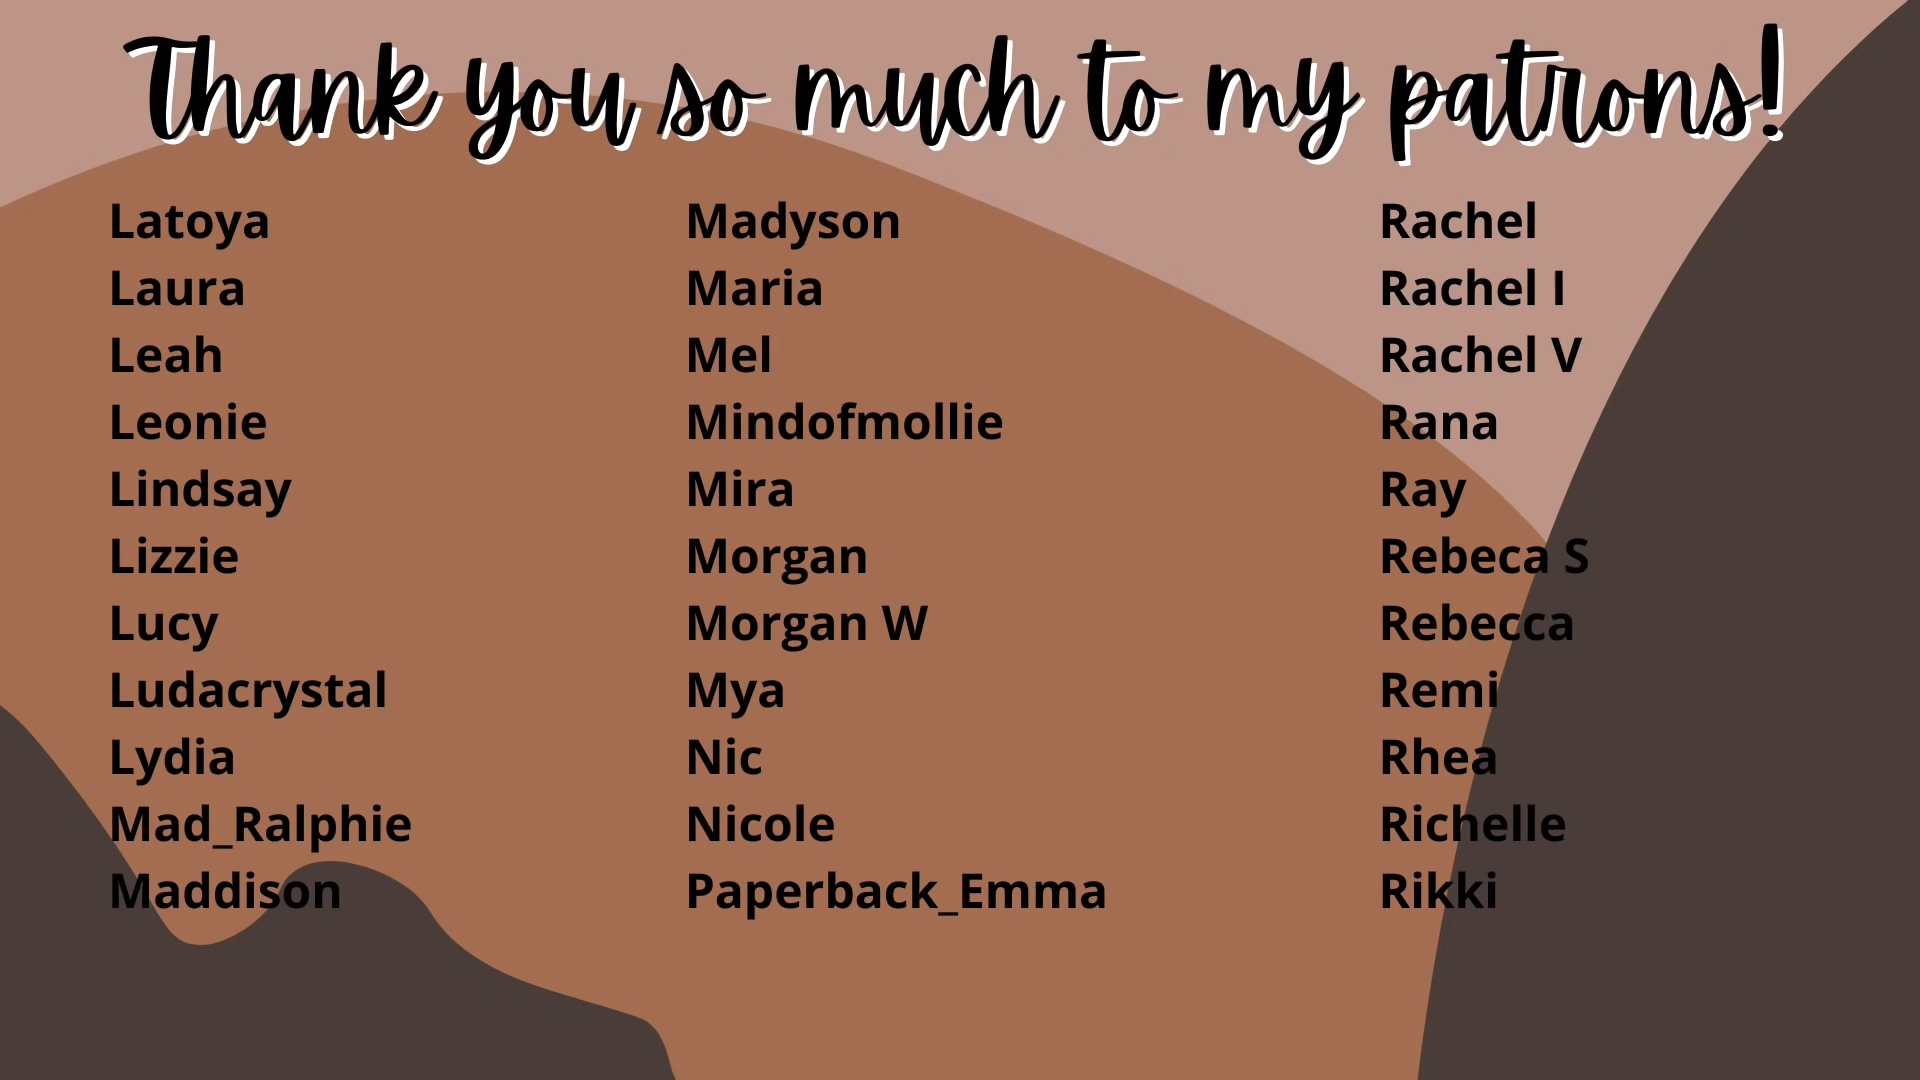 Thank you so much to my patrons!
Latoya
Laura
Leah
Leonie
Lindsay
Lizzie
Lucy
Ludacrystal
Lydia
Mad_Ralphie
Maddison
Madyson
Maria
Mel
Mindofmollie
Mira
Morgan
Morgan W
Mya
Nic
Nicole
Paperback_Emma
Rachel
Rachel I
Rachel V
Rana
Ray
Rebeca S
Rebecca
Remi
Rhea
Richelle
Rikki